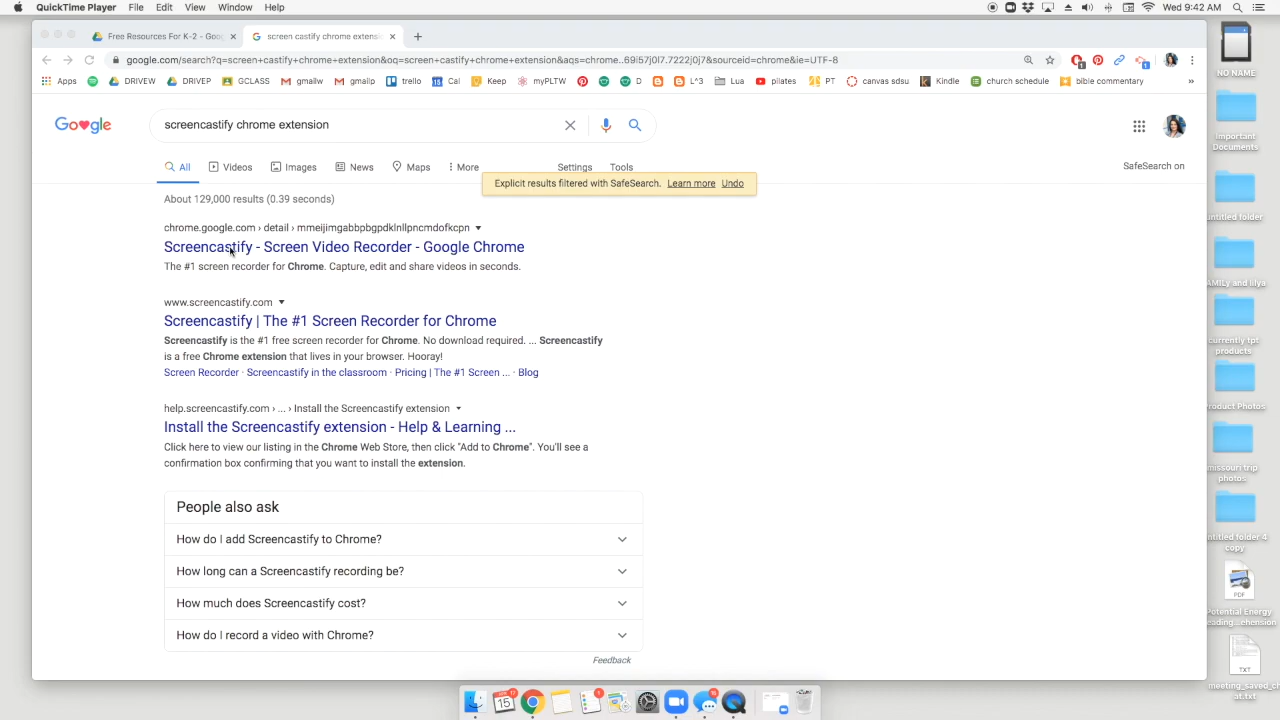 QuickTime Player File Edit View Window Help
Wed 9:42 AM
Free Resources For K-2 - Goo
screen castify chrome extensi
google.com/search?q=screen+castify+chrome+extension&oq=screen+castify+chrome+extension&aqs=chrome..69i57j0l7.7222j0j7&sourceid=chrome&ie=UTF-8
Apps DRIVEW DRIVEP GCLASS gmailw gmailp trello Cal Keep myPLTW D L^3 Lua pilates PT canvas sdsu Kindle church schedule bible commentary »
Google
screencastify chrome extension
All Videos Images News Maps More Settings Tools
SafeSearch on
Explicit results filtered with SafeSearch. Learn more Undo
About 129,000 results (0.39 seconds)
chrome.google.com › detail › mmeijimgabbpbgpdklnllpncmdofkcpn
Screencastify - Screen Video Recorder - Google Chrome
The #1 screen recorder for Chrome. Capture, edit and share videos in seconds.
www.screencastify.com
Screencastify | The #1 Screen Recorder for Chrome
Screencastify is the #1 free screen recorder for Chrome. No download required. ... Screencastify
is a free Chrome extension that lives in your browser. Hooray!
Screen Recorder · Screencastify in the classroom · Pricing | The #1 Screen ... · Blog
help.screencastify.com › ... › Install the Screencastify extension
Install the Screencastify extension - Help & Learning ...
Click here to view our listing in the Chrome Web Store, then click "Add to Chrome". You'll see a
confirmation box confirming that you want to install the extension.
People also ask
How do I add Screencastify to Chrome?
How long can a Screencastify recording be?
How much does Screencastify cost?
How do I record a video with Chrome?
Feedback
NO NAME
Important
Documents
untitled folder
AMILy and lilya
currently tpt
products
Product Photos
missouri trip
photos
ntitled folder 4
copy
PDF
Potential Energy
eading...ehension
TXT
meeting_saved_ch
at.txt